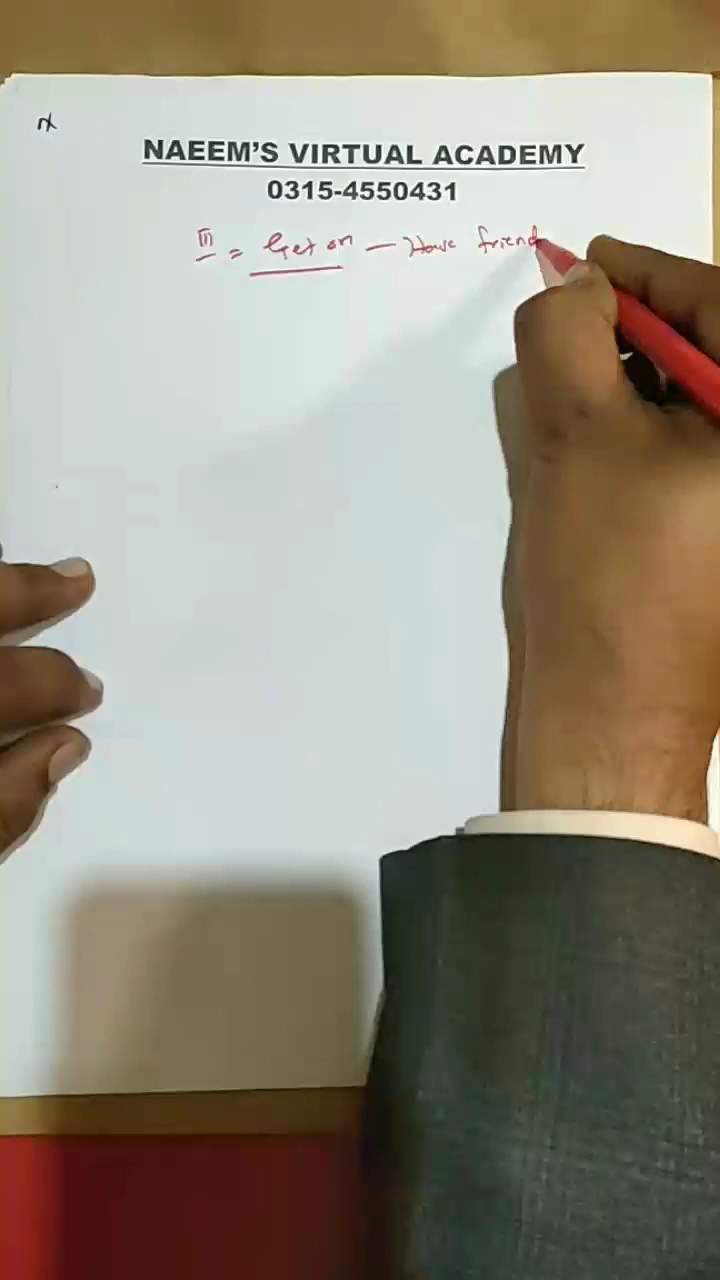 NAEEM'S VIRTUAL ACADEMY
0315-4550431
III = Get on — Have friend